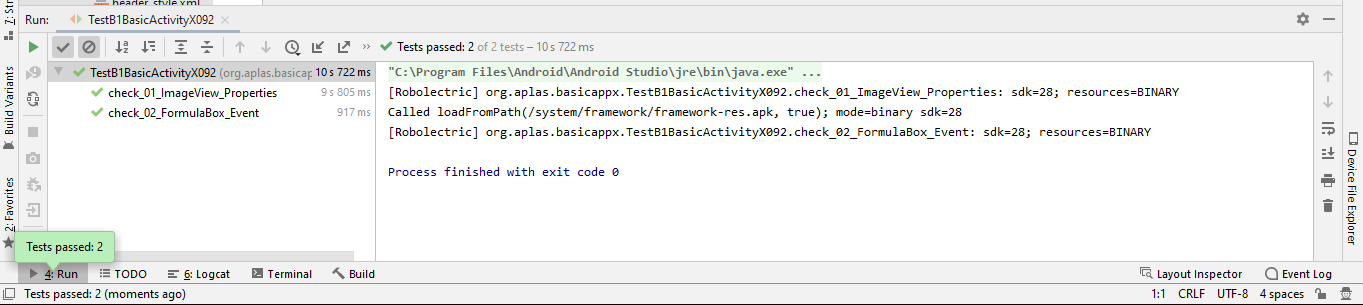 header_style.xml
Z: Str
Run: TestB1BasicActivityX092
Tests passed: 2 of 2 tests – 10 s 722 ms
TestB1BasicActivityX092 (org.aplas.basicapp 10 s 722 ms
check_01_ImageView_Properties 9 s 805 ms
check_02_FormulaBox_Event 917 ms
"C:\Program Files\Android\Android Studio\jre\bin\java.exe" ...
[Robolectric] org.aplas.basicappx.TestB1BasicActivityX092.check_01_ImageView_Properties: sdk=28; resources=BINARY
Called loadFromPath(/system/framework/framework-res.apk, true); mode=binary sdk=28
[Robolectric] org.aplas.basicappx.TestB1BasicActivityX092.check_02_FormulaBox_Event: sdk=28; resources=BINARY
Process finished with exit code 0
Build Variants
2: Favorites
Device File Explorer
Tests passed: 2
4: Run
TODO
6: Logcat
Terminal
Build
Layout Inspector
Event Log
Tests passed: 2 (moments ago)
1:1 CRLF UTF-8 4 spaces